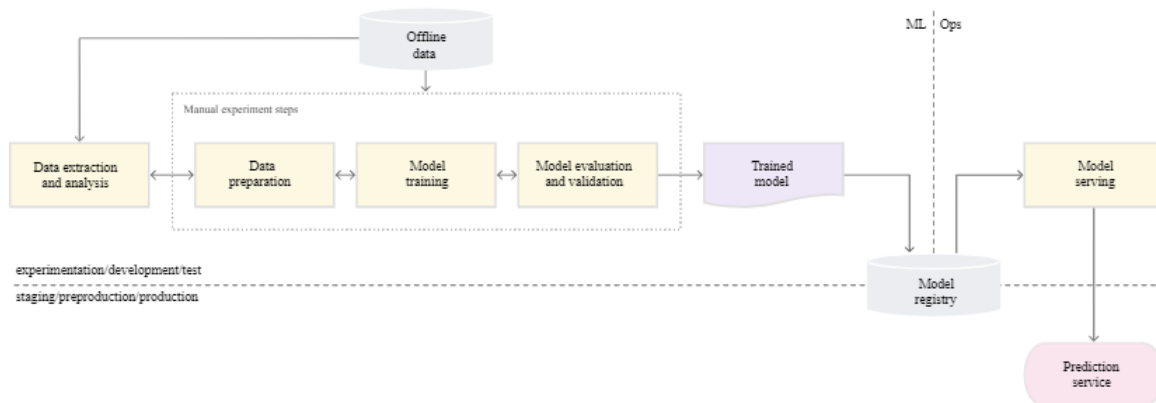 Offline
data
ML
Ops
Manual experiment steps
Data extraction
and analysis
Data
preparation
Model
training
Model evaluation
and validation
Trained
model
Model
serving
experimentation/development/test
staging/preproduction/production
Model
registry
Prediction
service